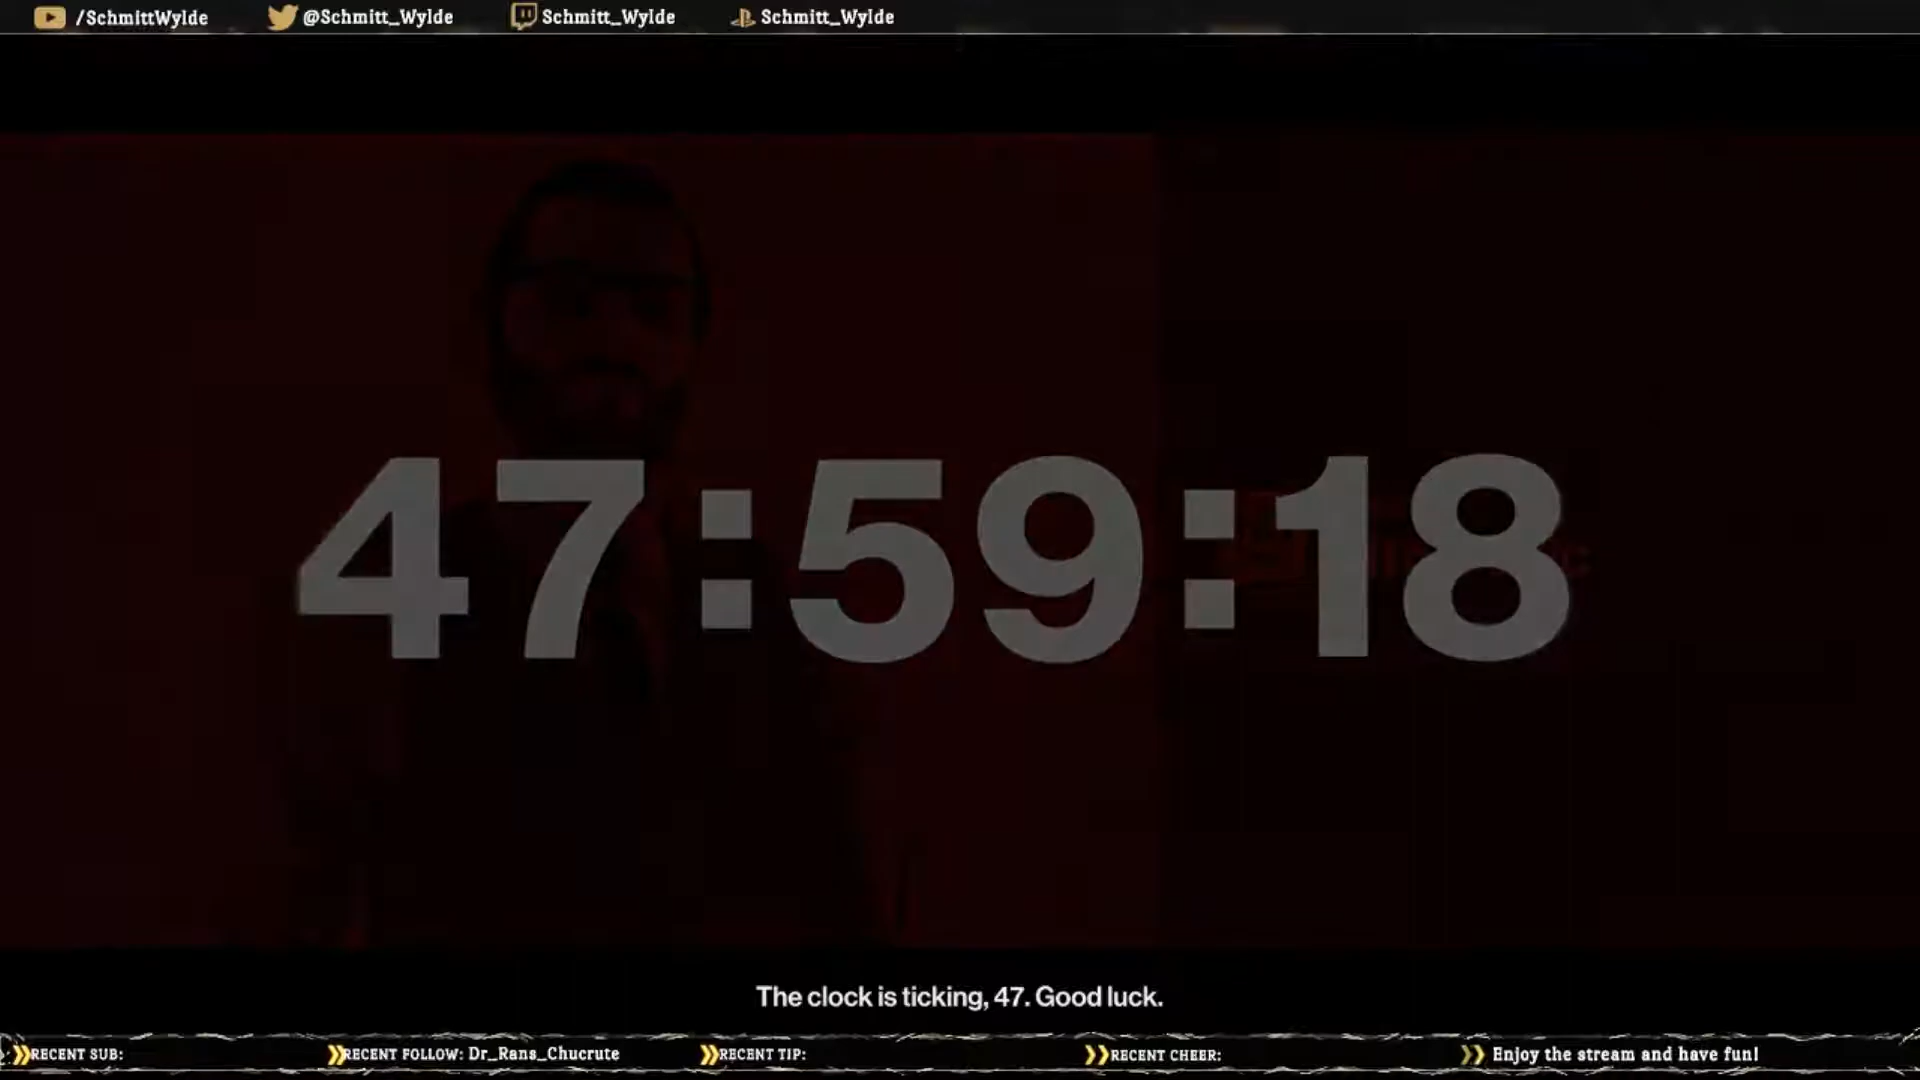 /SchmittWylde @Schmitt_Wylde Schmitt_Wylde Schmitt_Wylde
47:59:18
The clock is ticking, 47. Good luck.
RECENT SUB: RECENT FOLLOW: Dr_Rans_Chucrute RECENT TIP: RECENT CHEER: Enjoy the stream and have fun!